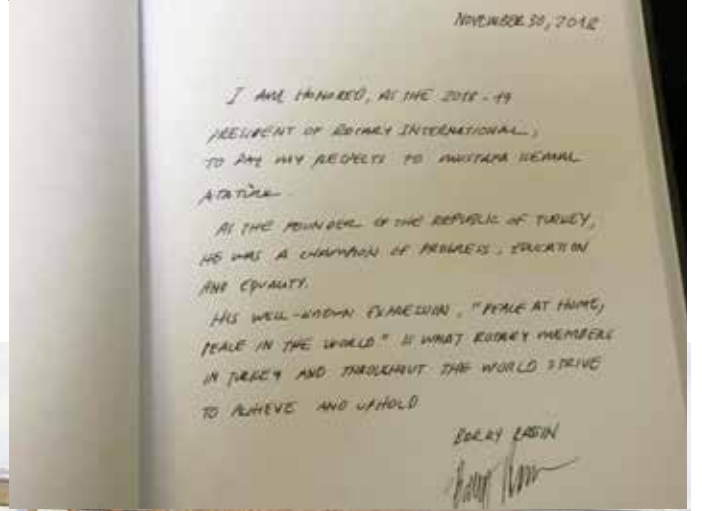 NOVEMBER 30, 2018
I AM HONORED, AS THE 2018-19
PRESIDENT OF ROTARY INTERNATIONAL,
TO PAY MY RESPECTS TO MUSTAFA KEMAL
ATATÜRK.
AS THE FOUNDER OF THE REPUBLIC OF TURKEY,
HE WAS A CHAMPION OF PROGRESS, EDUCATION
AND EQUALITY.
HIS WELL-KNOWN EXPRESSION, "PEACE AT HOME,
PEACE IN THE WORLD" IS WHAT ROTARY MEMBERS
IN TURKEY AND THROUGHOUT THE WORLD STRIVE
TO ACHIEVE AND UPHOLD
BARRY RASSIN